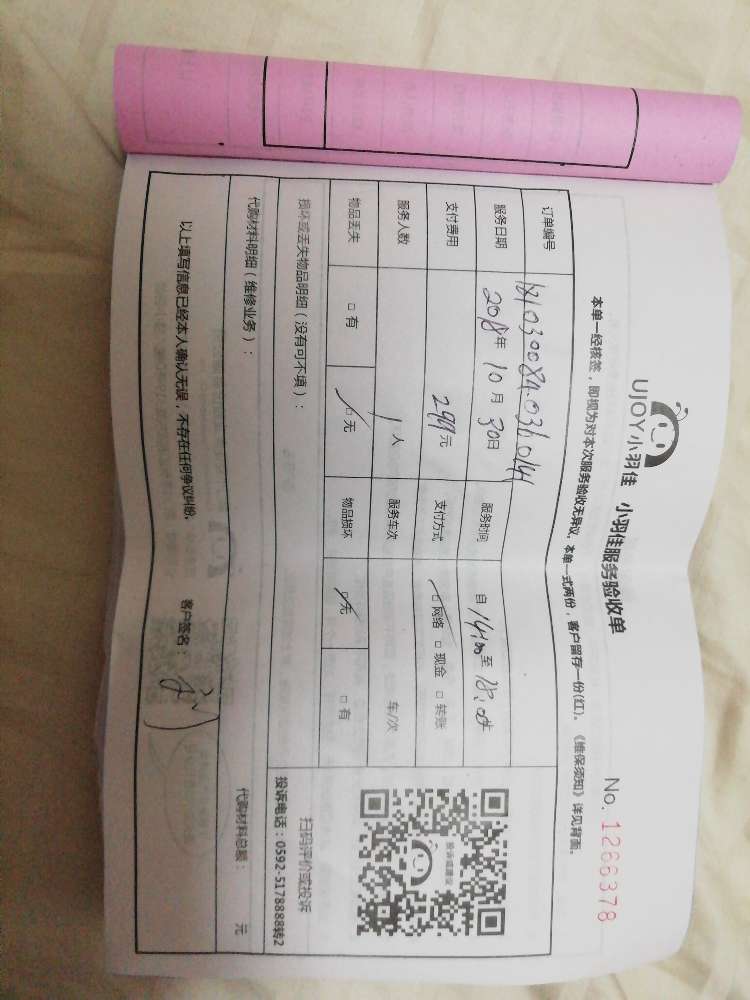 UJOY小羽佳 小羽佳服务验收单 No. 1266378
本单一经核签，即视为对本次服务验收无异议，本单一式两份，客户留存一份(红)。《维保须知》详见背面。
订单编号
服务日期 2018年 10月 30日 服务时间 自 14:00 至 18:00
支付费用 299元 支付方式 □ 网络 □ 现金 □ 转账
服务人数 1 人 服务车次 车/次
物品丢失 □ 有 □ 无 物品损坏 □ 无 □ 有
损坏或丢失物品明细（没有可不填）：
投诉或建议
扫码评价或投诉
投诉电话：0592-5178888转2
代购材料明细（维修业务）： 代购材料总额： 元
以上填写信息已经本人确认无误，不存在任何争议纠纷。 客户签名：